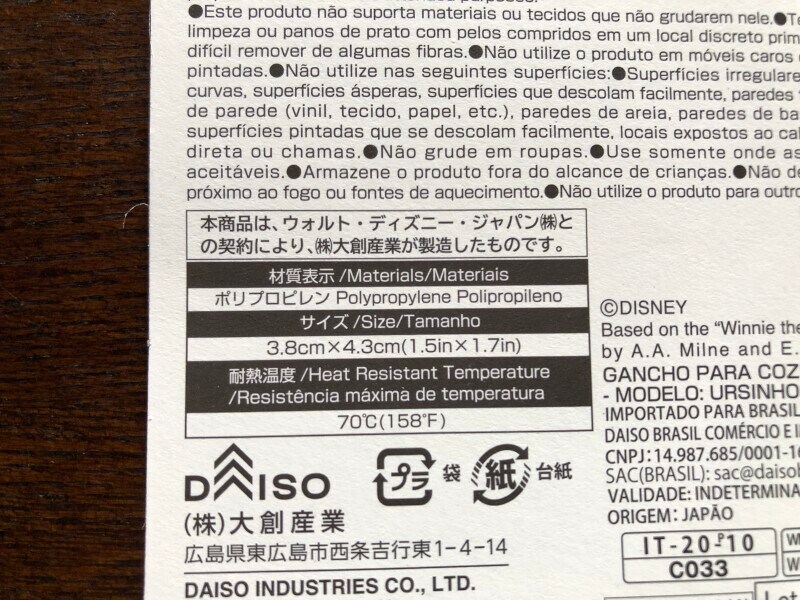 ●Este produto não suporta materiais ou tecidos que não grudarem nele.●
limpeza ou panos de prato com pelos compridos em um local discreto
difícil remover de algumas fibras.●Não utilize o produto em móveis caros
pintadas.●Não utilize nas seguintes superfícies:●Superfícies
curvas, superfícies ásperas, superfícies que descolam facilmente, paredes
de parede (vinil, tecido, papel, etc.), paredes de areia, paredes de
superfícies pintadas que se descolam facilmente, locais expostos ao
direta ou chamas.●Não grude em roupas.●Use somente onde
aceitáveis.●Armazene o produto fora do alcance de crianças.●Não
próximo ao fogo ou fontes de aquecimento.●Não utilize o produto para
本商品は、ウォルト・ディズニー・ジャパン㈱と
の契約により、㈱大創産業が製造したものです。
材質表示/Materials/Materiais
ポリプロピレン Polypropylene Polipropileno
サイズ/Size/Tamanho
3.8cm×4.3cm(1.5in×1.7in)
耐熱温度/Heat Resistant Temperature
/Resistência máxima de temperatura
70℃(158°F)
DAISO
プラ 袋 紙 台紙
(株)大創産業
広島県東広島市西条吉行東1-4-14
DAISO INDUSTRIES CO., LTD.
©DISNEY
Based on the "Winnie the
by A.A. Milne and E.
GANCHO PARA COZ
- MODELO: URSINHO
IMPORTADO PARA BRASIL
DAISO BRASIL COMÉRCIO E
CNPJ: 14.987.685/0001-16
SAC(BRASIL): sac@daisob
VALIDADE: INDETERMINA
ORIGEM: JAPÃO
IT-20-P10
C033
Lot